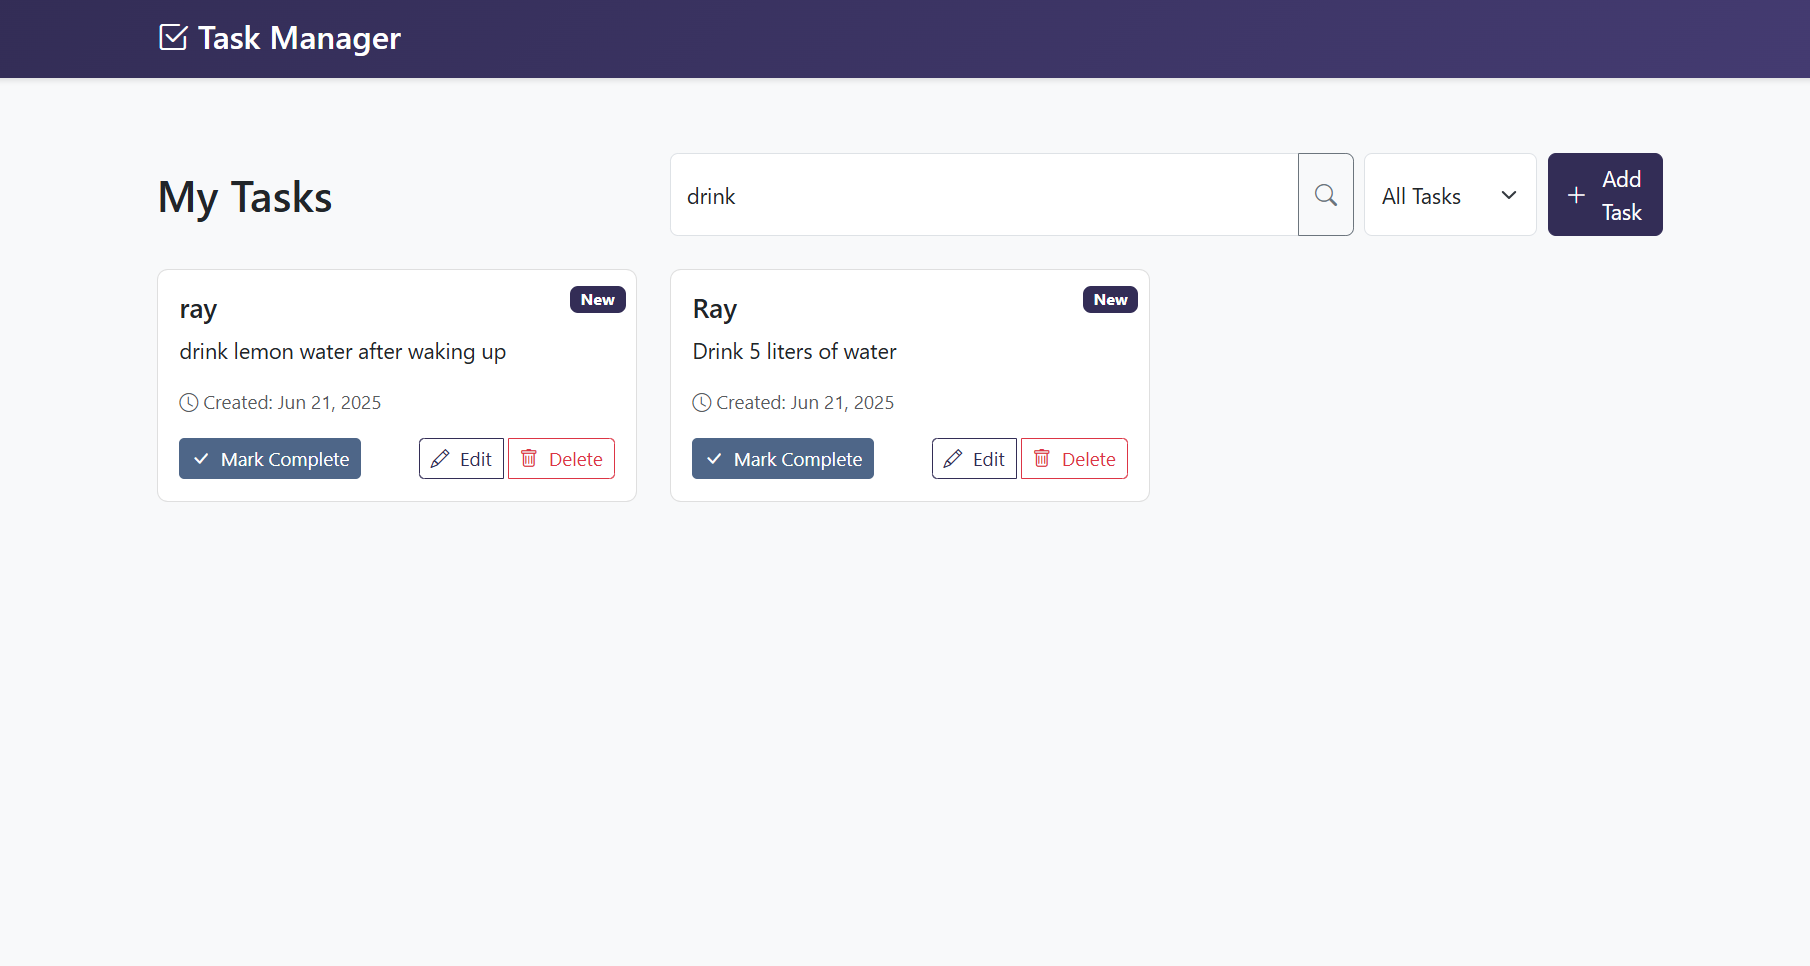 Task Manager
My Tasks
drink
All Tasks
Add
Task
ray
New
drink lemon water after waking up
Created: Jun 21, 2025
Mark Complete
Edit
Delete
Ray
New
Drink 5 liters of water
Created: Jun 21, 2025
Mark Complete
Edit
Delete